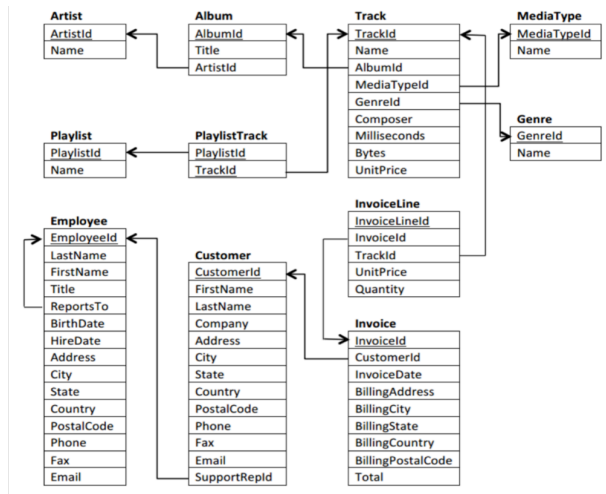 Artist
ArtistId
Name
Album
AlbumId
Title
ArtistId
Track
TrackId
Name
AlbumId
MediaTypeId
GenreId
Composer
Milliseconds
Bytes
UnitPrice
MediaType
MediaTypeId
Name
Genre
GenreId
Name
Playlist
PlaylistId
Name
PlaylistTrack
PlaylistId
TrackId
InvoiceLine
InvoiceLineId
InvoiceId
TrackId
UnitPrice
Quantity
Employee
EmployeeId
LastName
FirstName
Title
ReportsTo
BirthDate
HireDate
Address
City
State
Country
PostalCode
Phone
Fax
Email
Customer
CustomerId
FirstName
LastName
Company
Address
City
State
Country
PostalCode
Phone
Fax
Email
SupportRepId
Invoice
InvoiceId
CustomerId
InvoiceDate
BillingAddress
BillingCity
BillingState
BillingCountry
BillingPostalCode
Total